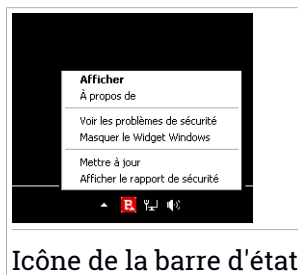 Afficher
À propos de
Voir les problèmes de sécurité
Masquer le Widget Windows
Mettre à jour
Afficher le rapport de sécurité
B
Icône de la barre d'état